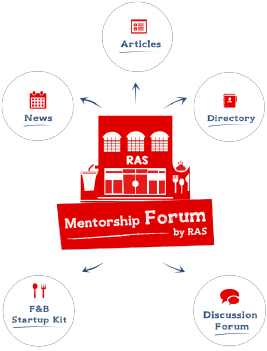 Articles
News
Directory
RAS
Mentorship Forum
by RAS
F&B
Startup Kit
Discussion
Forum